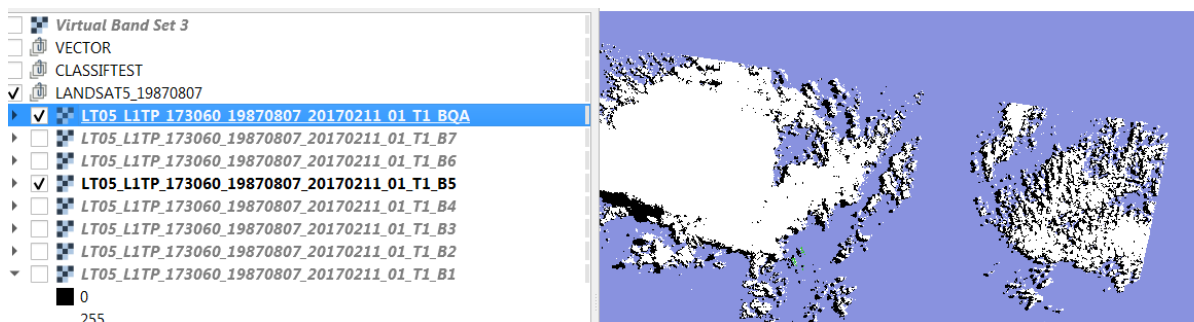 Virtual Band Set 3
VECTOR
CLASSIFTEST
LANDSAT5_19870807
LT05_L1TP_173060_19870807_20170211_01_T1_BQA
LT05_L1TP_173060_19870807_20170211_01_T1_B7
LT05_L1TP_173060_19870807_20170211_01_T1_B6
LT05_L1TP_173060_19870807_20170211_01_T1_B5
LT05_L1TP_173060_19870807_20170211_01_T1_B4
LT05_L1TP_173060_19870807_20170211_01_T1_B3
LT05_L1TP_173060_19870807_20170211_01_T1_B2
LT05_L1TP_173060_19870807_20170211_01_T1_B1
0
255